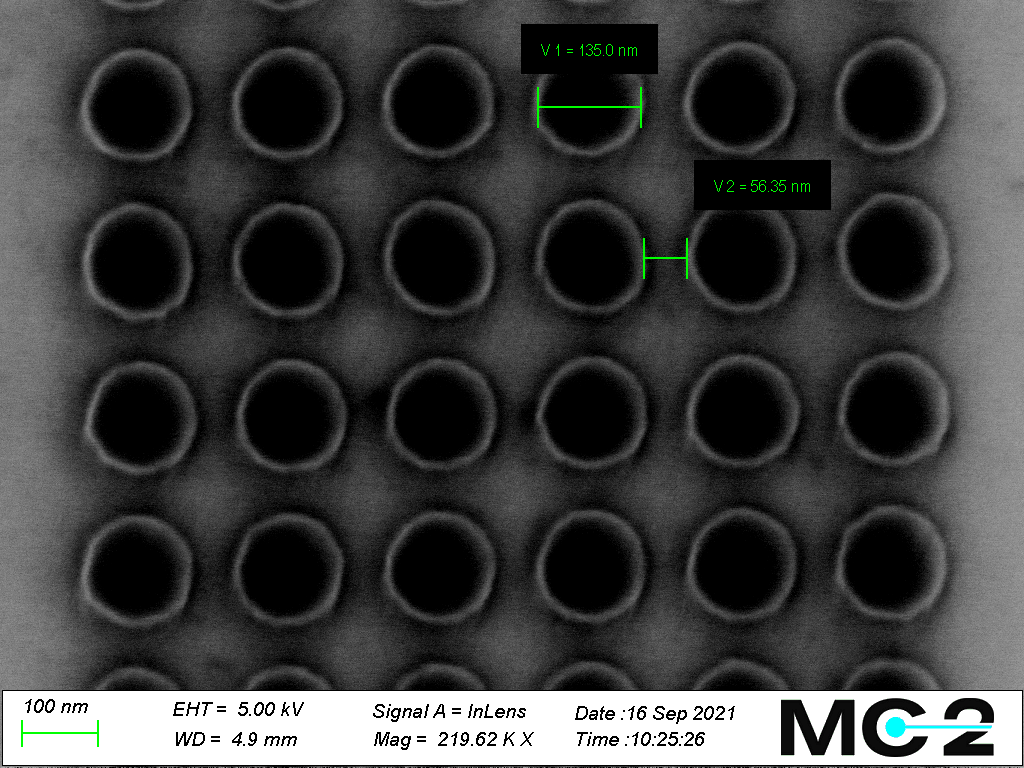 V 1 = 135.0 nm
V 2 = 56.35 nm
100 nm
EHT = 5.00 kV
Signal A = InLens
Date :16 Sep 2021
WD = 4.9 mm
Mag = 219.62 K X
Time :10:25:26
MC2